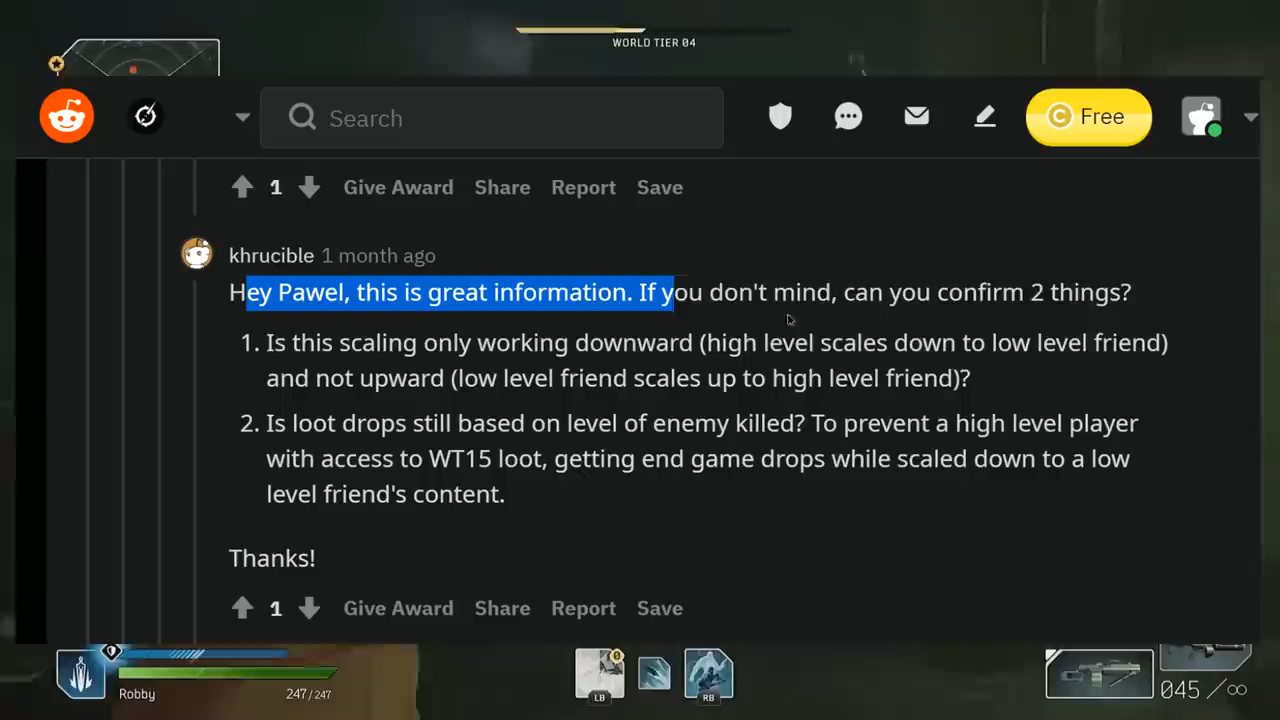 WORLD TIER 04
Search
Free
1 Give Award Share Report Save
khrucible 1 month ago
Hey Pawel, this is great information. If you don't mind, can you confirm 2 things?
1. Is this scaling only working downward (high level scales down to low level friend)
and not upward (low level friend scales up to high level friend)?
2. Is loot drops still based on level of enemy killed? To prevent a high level player
with access to WT15 loot, getting end game drops while scaled down to a low
level friend's content.
Thanks!
1 Give Award Share Report Save
Robby 247/247
LB
RB
045/∞